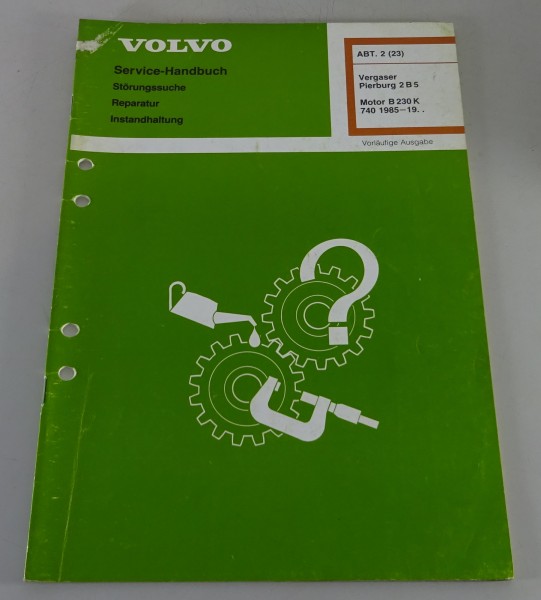 VOLVO
Service-Handbuch
Störungssuche
Reparatur
Instandhaltung
ABT. 2 (23)
Vergaser
Pierburg 2 B 5
Motor B 230 K
740 1985–19. .
Vorläufige Ausgabe
?